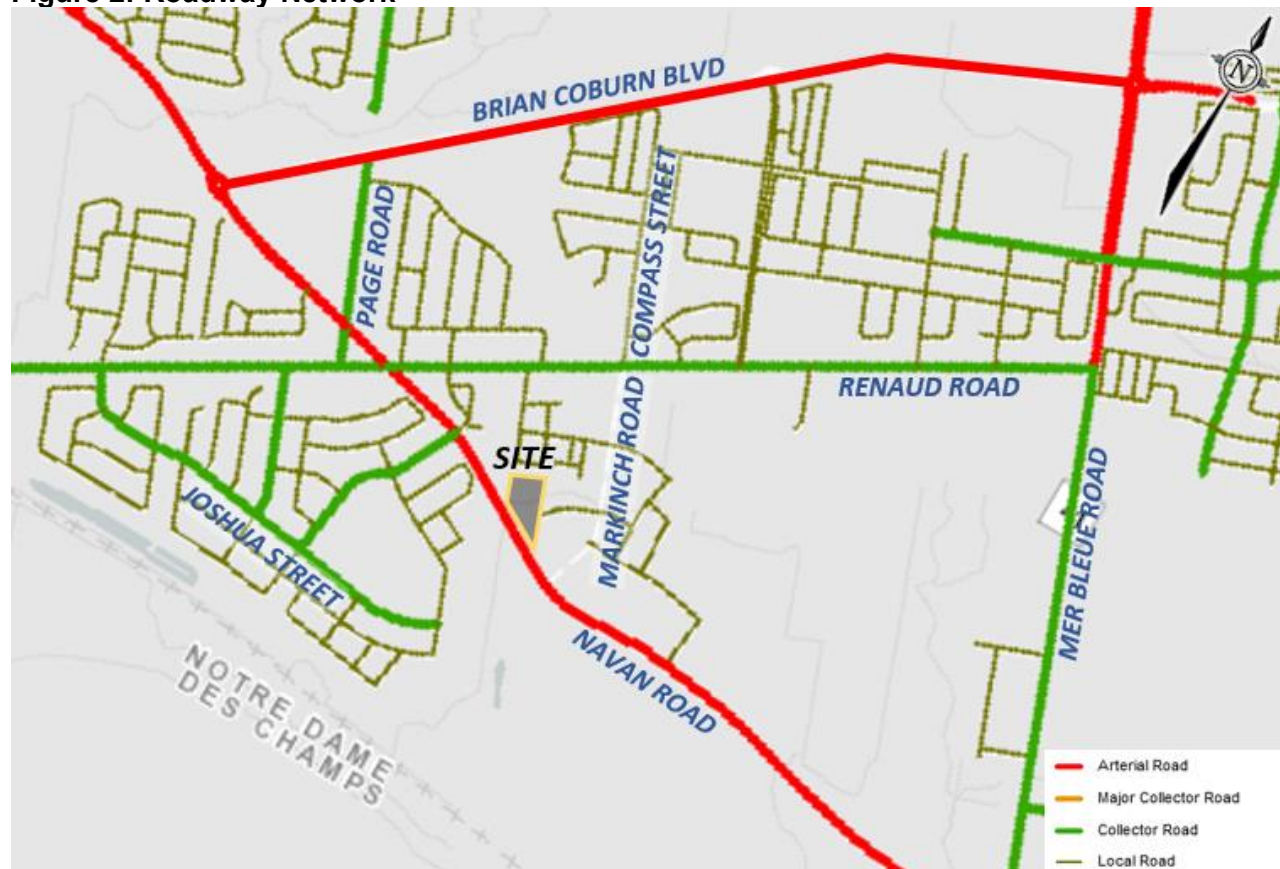 Figure 2: Roadway Network
N
BRIAN COBURN BLVD
PAGE ROAD
COMPASS STREET
RENAUD ROAD
SITE
MARKINCH ROAD
JOSHUA STREET
MER BLEUE ROAD
NAVAN ROAD
NOTRE DAME
DES CHAMPS
Arterial Road
Major Collector Road
Collector Road
Local Road